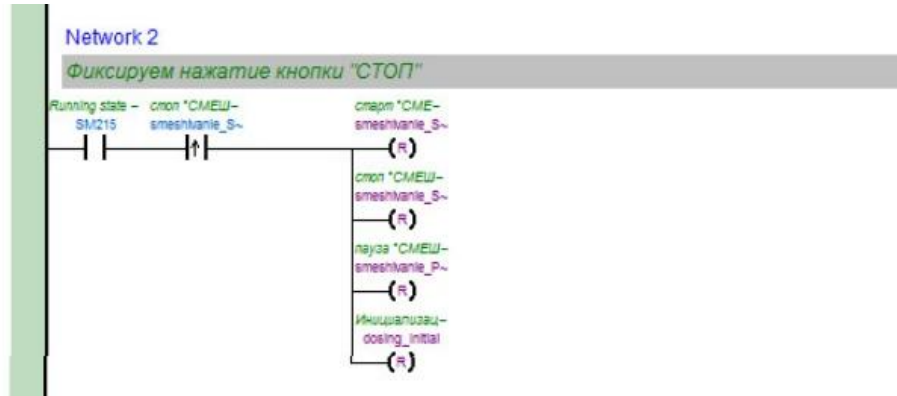 Network 2
Фиксируем нажатие кнопки "СТОП"
Running state ~ стоп "СМЕШ~ старт "СМЕ~
SM215 smeshivanie_S~ smeshivanie_S~
(R)
стоп "СМЕШ~
smeshivanie_S~
(R)
пауза "СМЕШ~
smeshivanie_P~
(R)
Инициализац~
dosing_initial
(R)